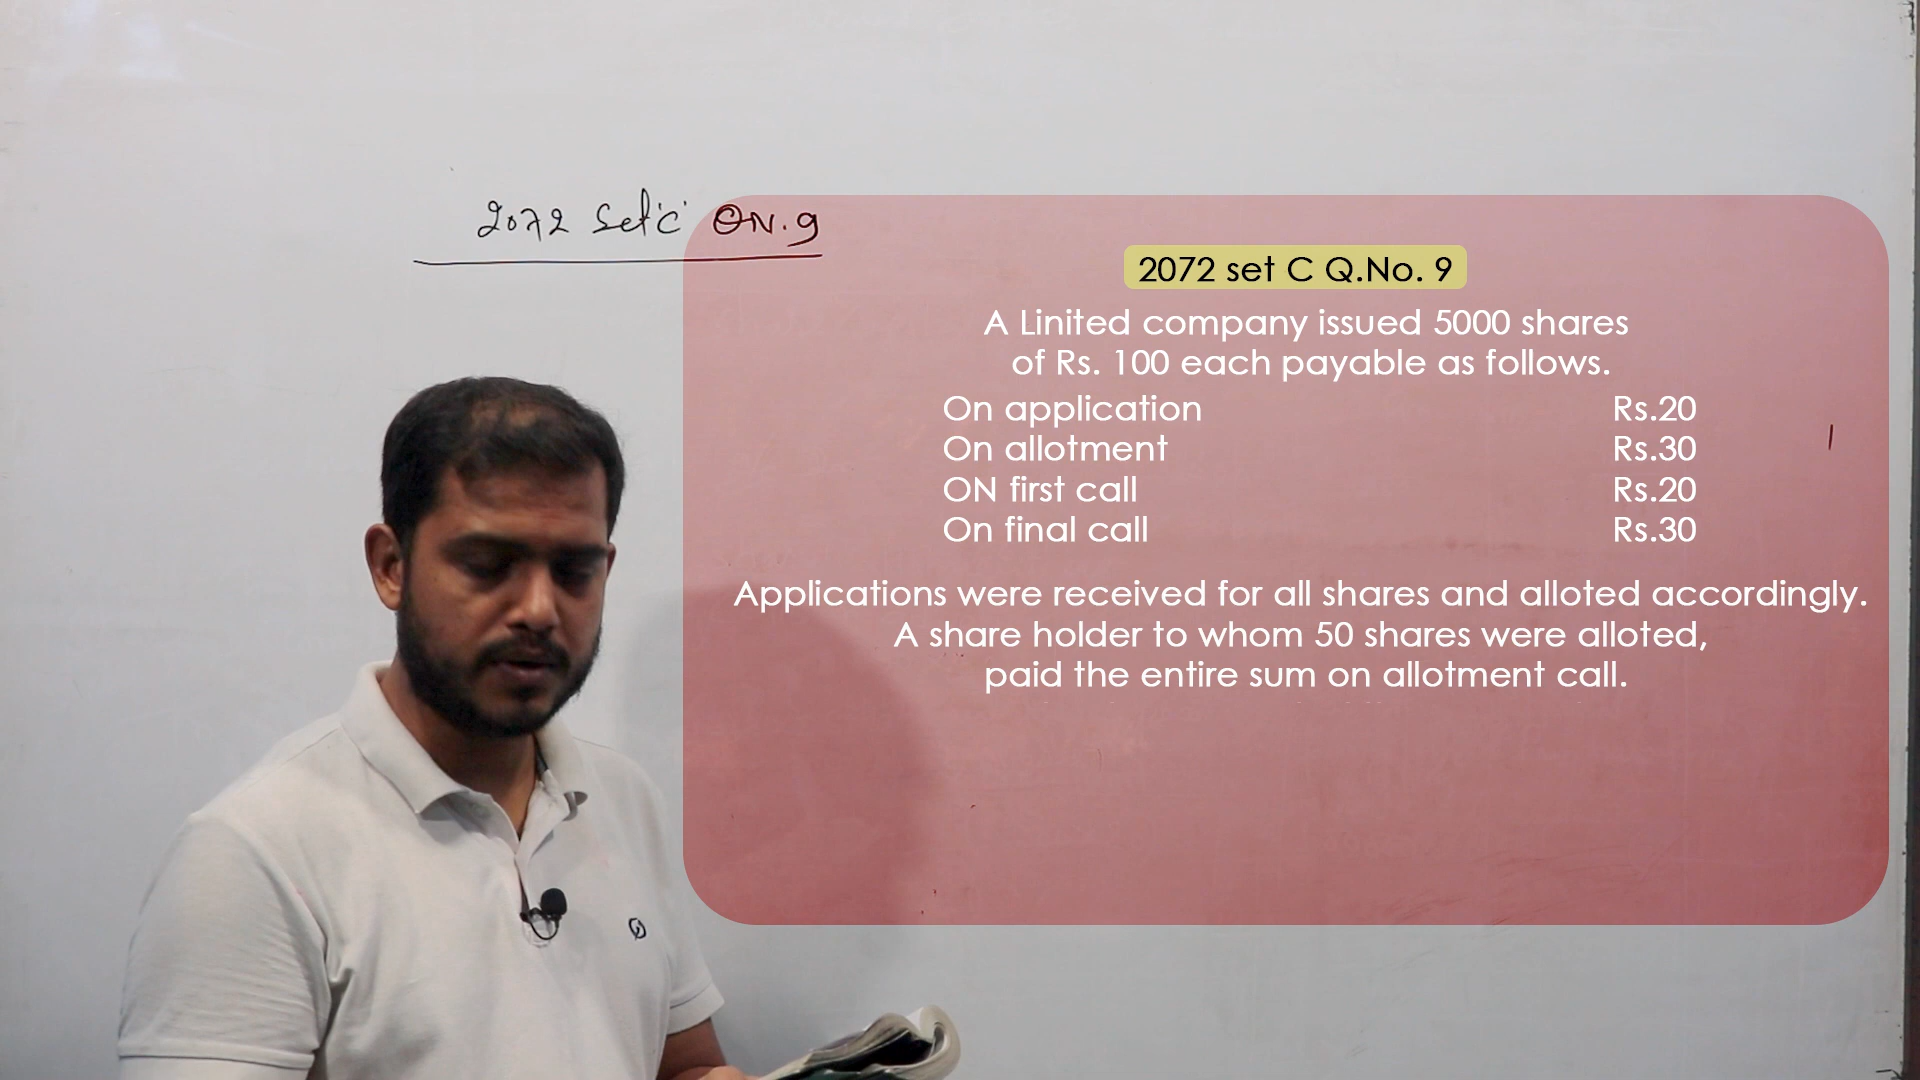 2072 Set 'C' QN. 9
2072 set C Q.No. 9
A Linited company issued 5000 shares
of Rs. 100 each payable as follows.
On application Rs.20
On allotment Rs.30
ON first call Rs.20
On final call Rs.30
Applications were received for all shares and alloted accordingly.
A share holder to whom 50 shares were alloted,
paid the entire sum on allotment call.